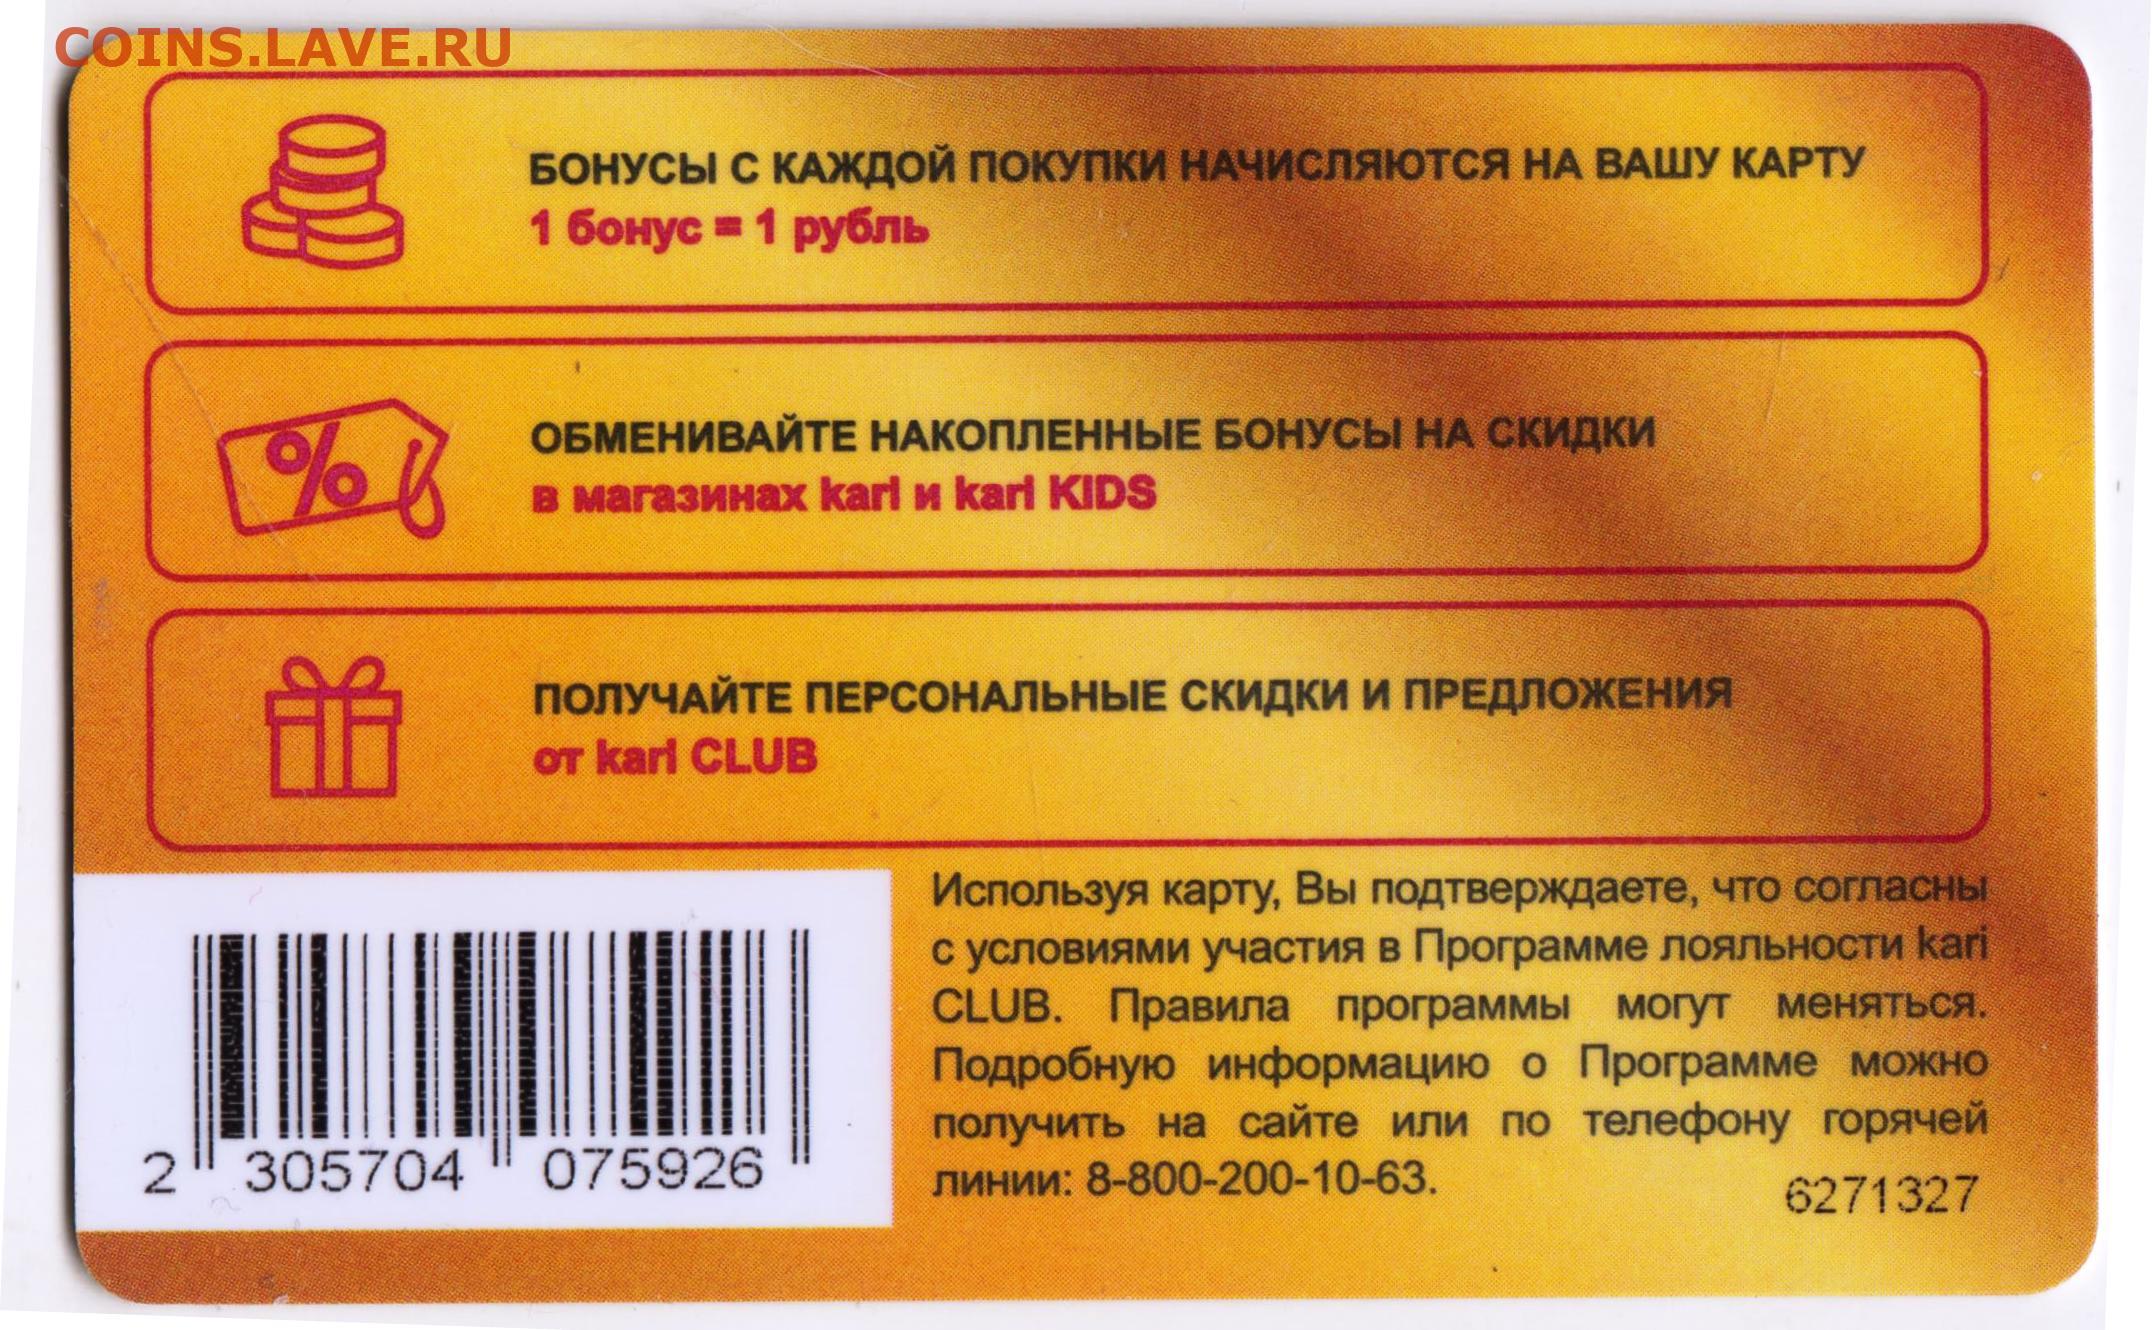 COINS.LAVE.RU
БОНУСЫ С КАЖДОЙ ПОКУПКИ НАЧИСЛЯЮТСЯ НА ВАШУ КАРТУ
1 бонус = 1 рубль
%
ОБМЕНИВАЙТЕ НАКОПЛЕННЫЕ БОНУСЫ НА СКИДКИ
в магазинах kari и kari KIDS
ПОЛУЧАЙТЕ ПЕРСОНАЛЬНЫЕ СКИДКИ И ПРЕДЛОЖЕНИЯ
от kari CLUB
Используя карту, Вы подтверждаете, что согласны
с условиями участия в Программе лояльности kari
CLUB. Правила программы могут меняться.
Подробную информацию о Программе можно
получить на сайте или по телефону горячей
линии: 8-800-200-10-63.
2 305704 075926
6271327